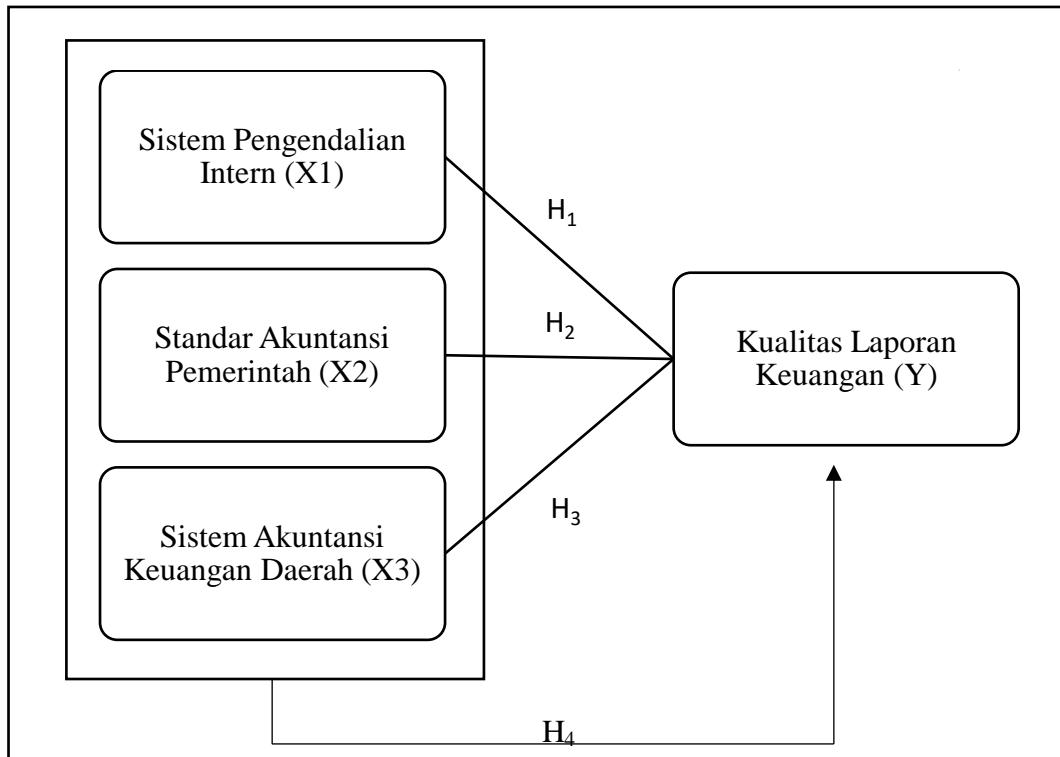 Sistem Pengendalian
Intern (X1)
H₁
Standar Akuntansi
Pemerintah (X2)
H₂
Kualitas Laporan
Keuangan (Y)
Sistem Akuntansi
Keuangan Daerah (X3)
H₃
H₄